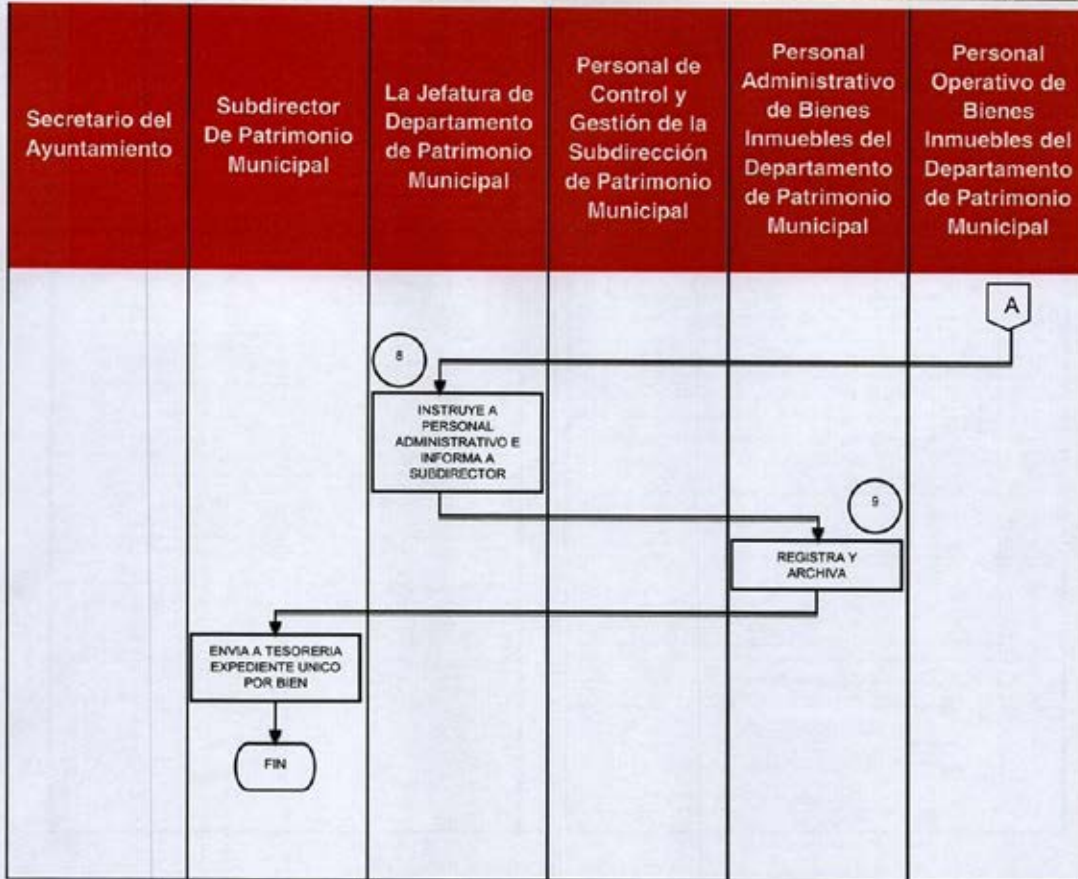 Secretario del
Ayuntamiento
Subdirector
De Patrimonio
Municipal
La Jefatura de
Departamento
de Patrimonio
Municipal
Personal de
Control y
Gestión de la
Subdirección
de Patrimonio
Municipal
Personal
Administrativo
de Bienes
Inmuebles del
Departamento
de Patrimonio
Municipal
Personal
Operativo de
Bienes
Inmuebles del
Departamento
de Patrimonio
Municipal
A
8
INSTRUYE A
PERSONAL
ADMINISTRATIVO E
INFORMA A
SUBDIRECTOR
9
REGISTRA Y
ARCHIVA
ENVIA A TESORERIA
EXPEDIENTE UNICO
POR BIEN
FIN